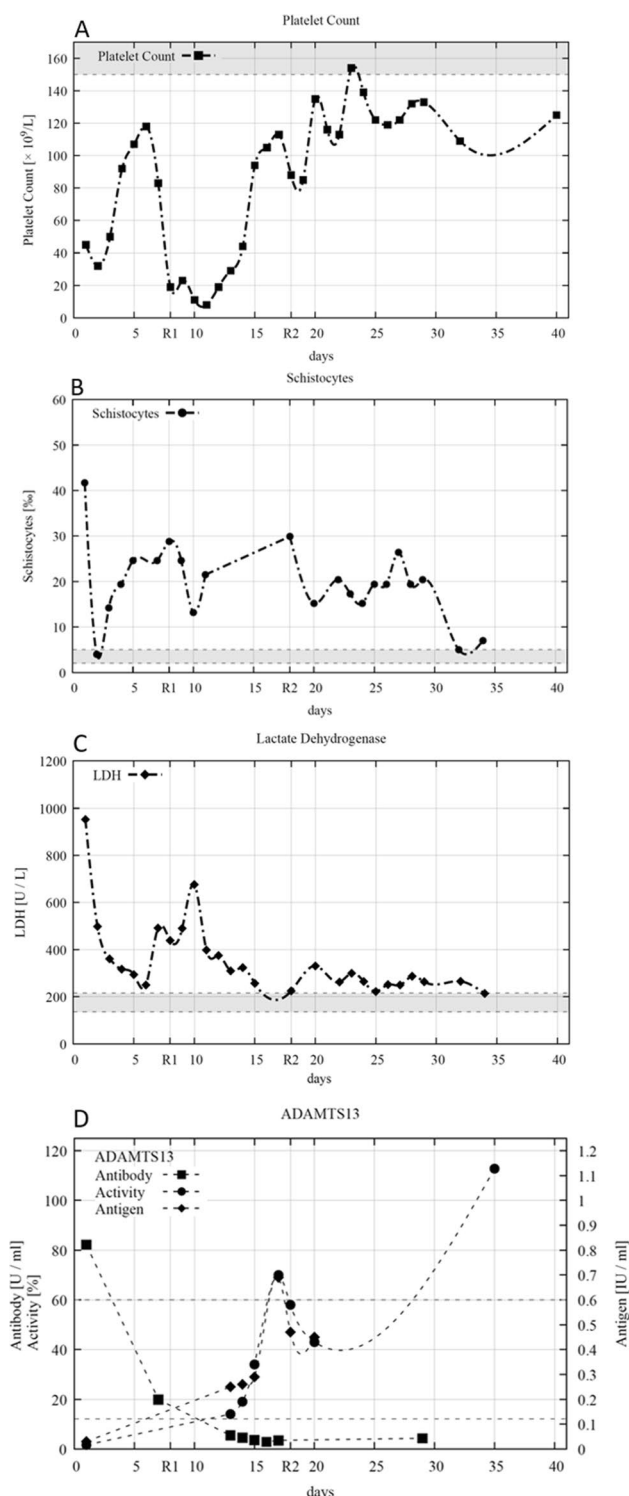 A
Platelet Count
Platelet Count
160
140
120
100
80
60
40
20
0
Platelet Count [× 10⁹/L]
0 5 R1 10 15 R2 20 25 30 35 40
days
B
Schistocytes
Schistocytes
60
50
40
30
20
10
0
Schistocytes [‰]
0 5 R1 10 15 R2 20 25 30 35 40
days
C
Lactate Dehydrogenase
LDH
1200
1000
800
600
400
200
0
LDH [U / L]
0 5 R1 10 15 R2 20 25 30 35 40
days
D
ADAMTS13
ADAMTS13
Antibody
Activity
Antigen
120
100
80
60
40
20
0
Antibody [U / ml]
Activity [%]
1.2
1.1
1
0.9
0.8
0.7
0.6
0.5
0.4
0.3
0.2
0.1
0
Antigen [IU / ml]
0 5 R1 10 15 R2 20 25 30 35 40
days